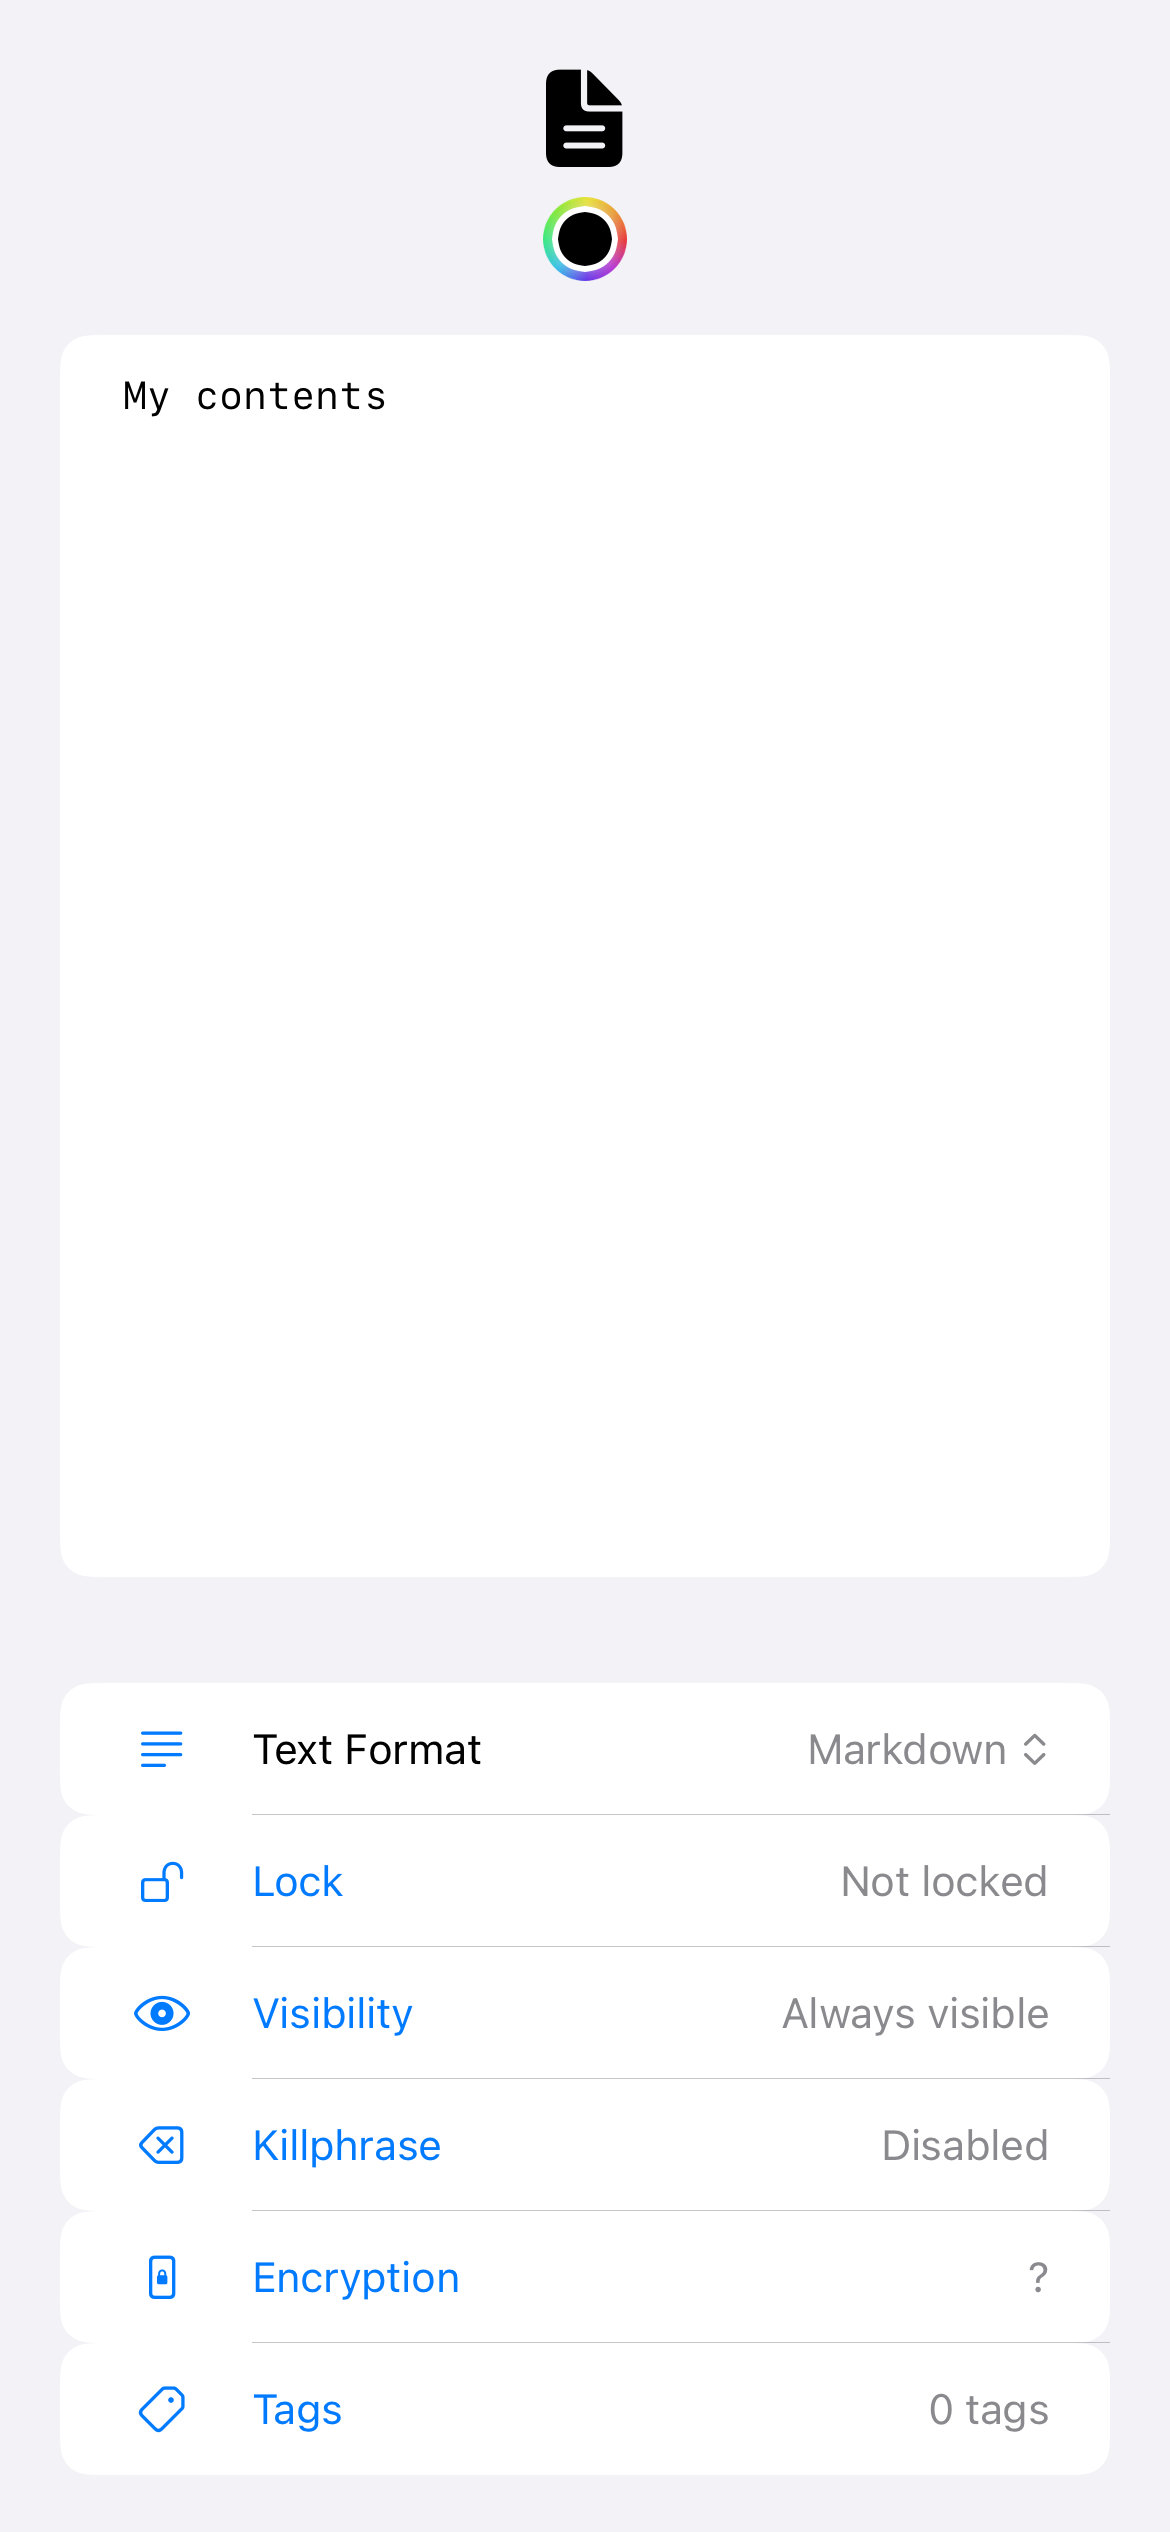 My contents
Text Format Markdown
Lock Not locked
Visibility Always visible
Killphrase Disabled
Encryption ?
Tags 0 tags